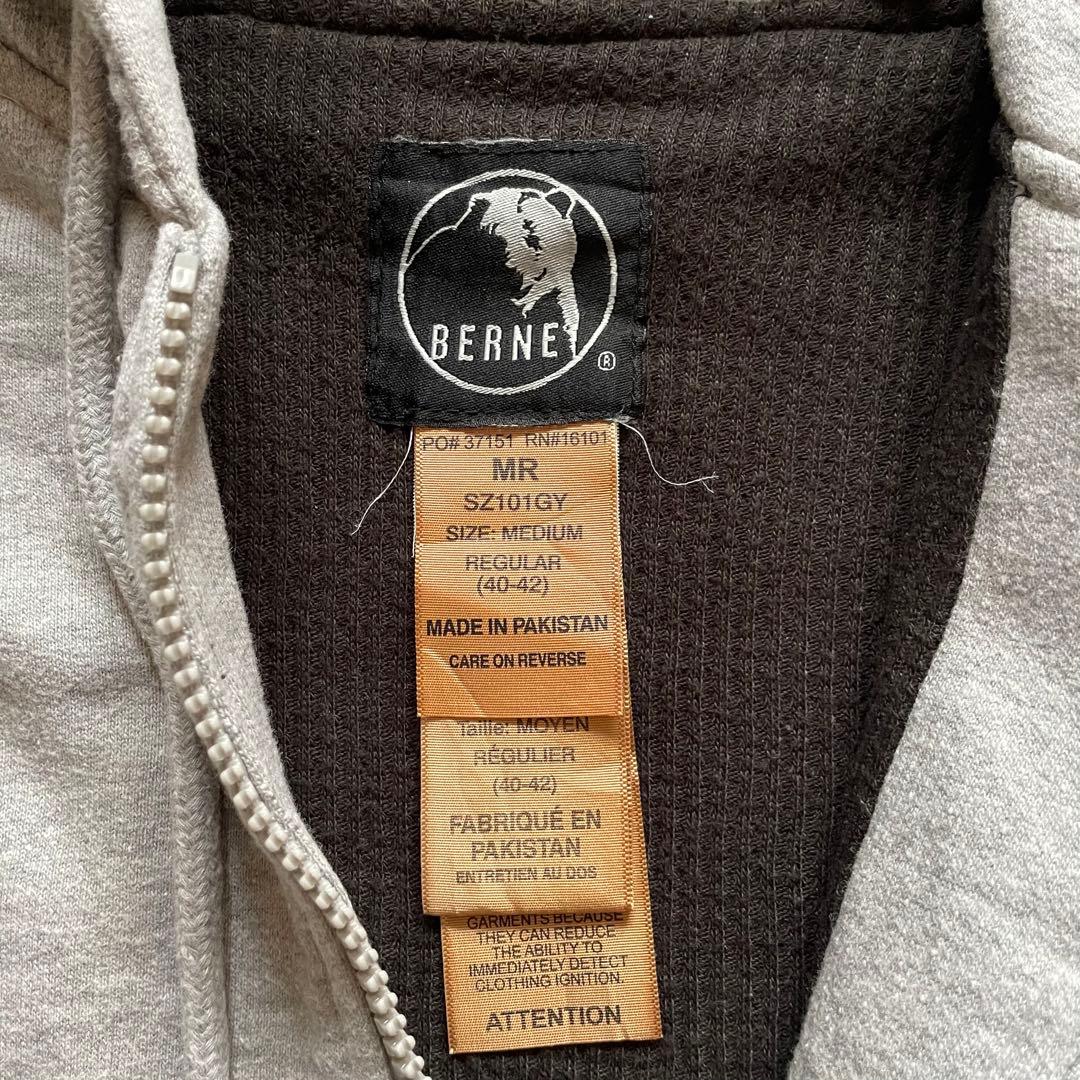 BERNE
®
PO# 37151 RN#16101
MR
SZ101GY
SIZE: MEDIUM
REGULAR
(40-42)
MADE IN PAKISTAN
CARE ON REVERSE
Taille: MOYEN
RÉGULIER
(40-42)
FABRIQUÉ EN
PAKISTAN
ENTRETIEN AU DOS
GARMENTS BECAUSE
THEY CAN REDUCE
THE ABILITY TO
IMMEDIATELY DETECT
CLOTHING IGNITION.
ATTENTION